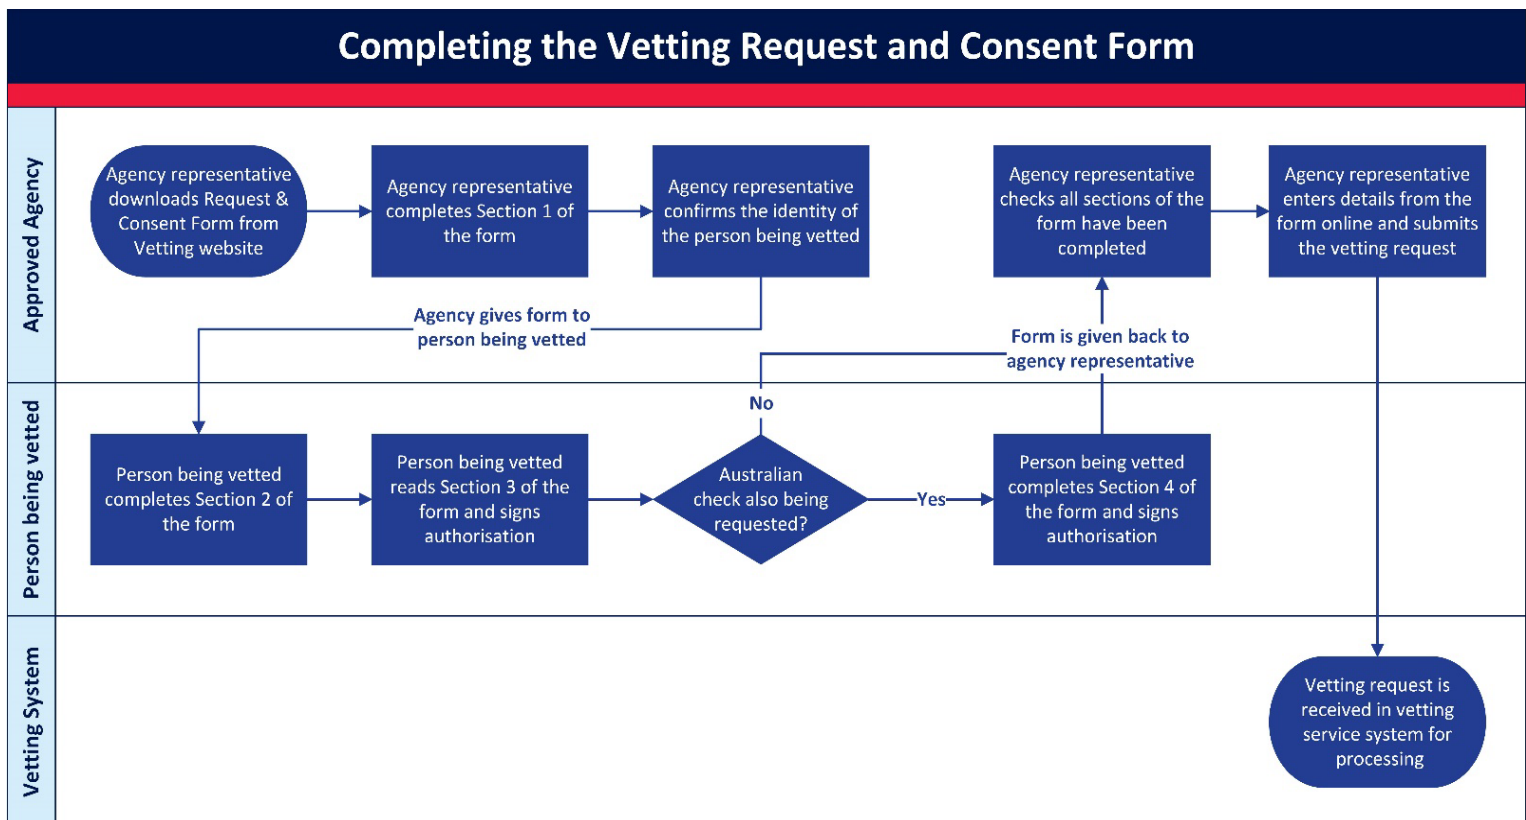 Completing the Vetting Request and Consent Form
Approved Agency
Agency representative
downloads Request &
Consent Form from
Vetting website
Agency representative
completes Section 1 of
the form
Agency representative
confirms the identity of
the person being vetted
Agency representative
checks all sections of the
form have been
completed
Agency representative
enters details from the
form online and submits
the vetting request
Agency gives form to
person being vetted
Form is given back to
agency representative
Person being vetted
No
Person being vetted
completes Section 2 of
the form
Person being vetted
reads Section 3 of the
form and signs
authorisation
Australian
check also being
requested?
Yes
Person being vetted
completes Section 4 of
the form and signs
authorisation
Vetting System
Vetting request is
received in vetting
service system for
processing